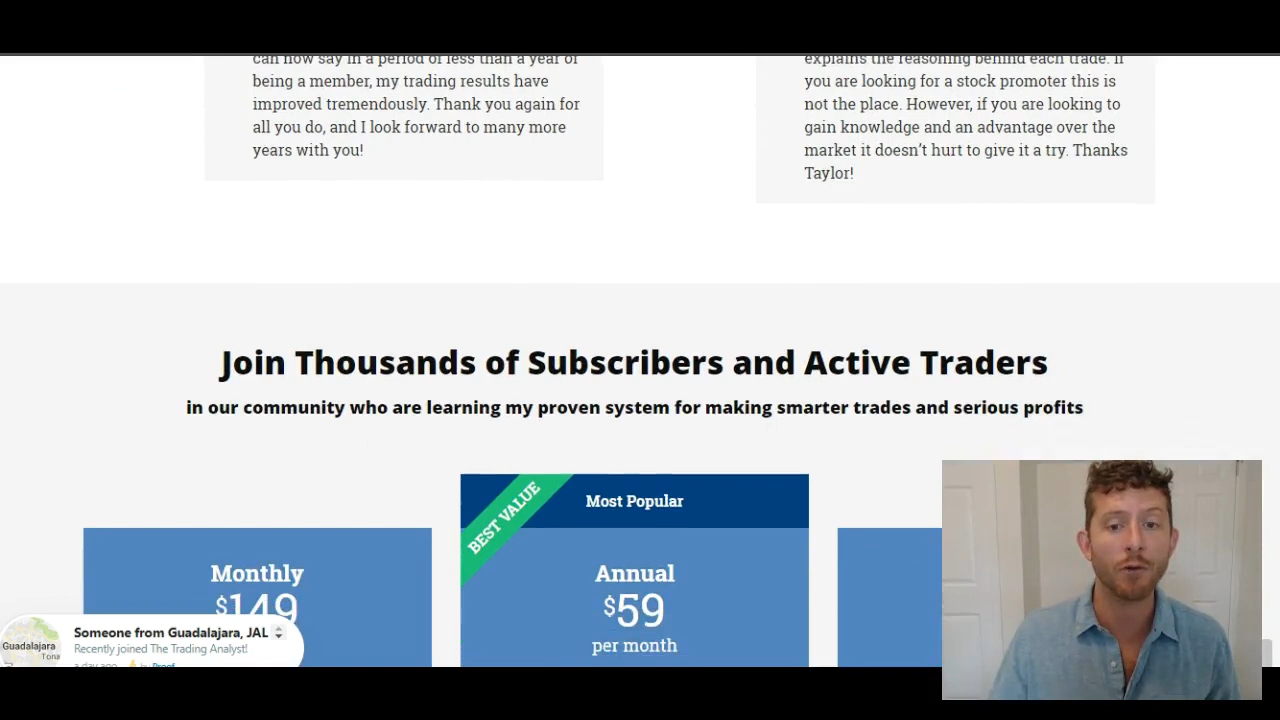 can now say in a period of less than a year of
being a member, my trading results have
improved tremendously. Thank you again for
all you do, and I look forward to many more
years with you!
explains the reasoning behind each trade. If
you are looking for a stock promoter this is
not the place. However, if you are looking to
gain knowledge and an advantage over the
market it doesn’t hurt to give it a try. Thanks
Taylor!
Join Thousands of Subscribers and Active Traders
in our community who are learning my proven system for making smarter trades and serious profits
BEST VALUE
Most Popular
Monthly
$149
Annual
$59
per month
Guadalajara
Tona
Someone from Guadalajara, JAL
Recently joined The Trading Analyst!
a day ago
by Proof